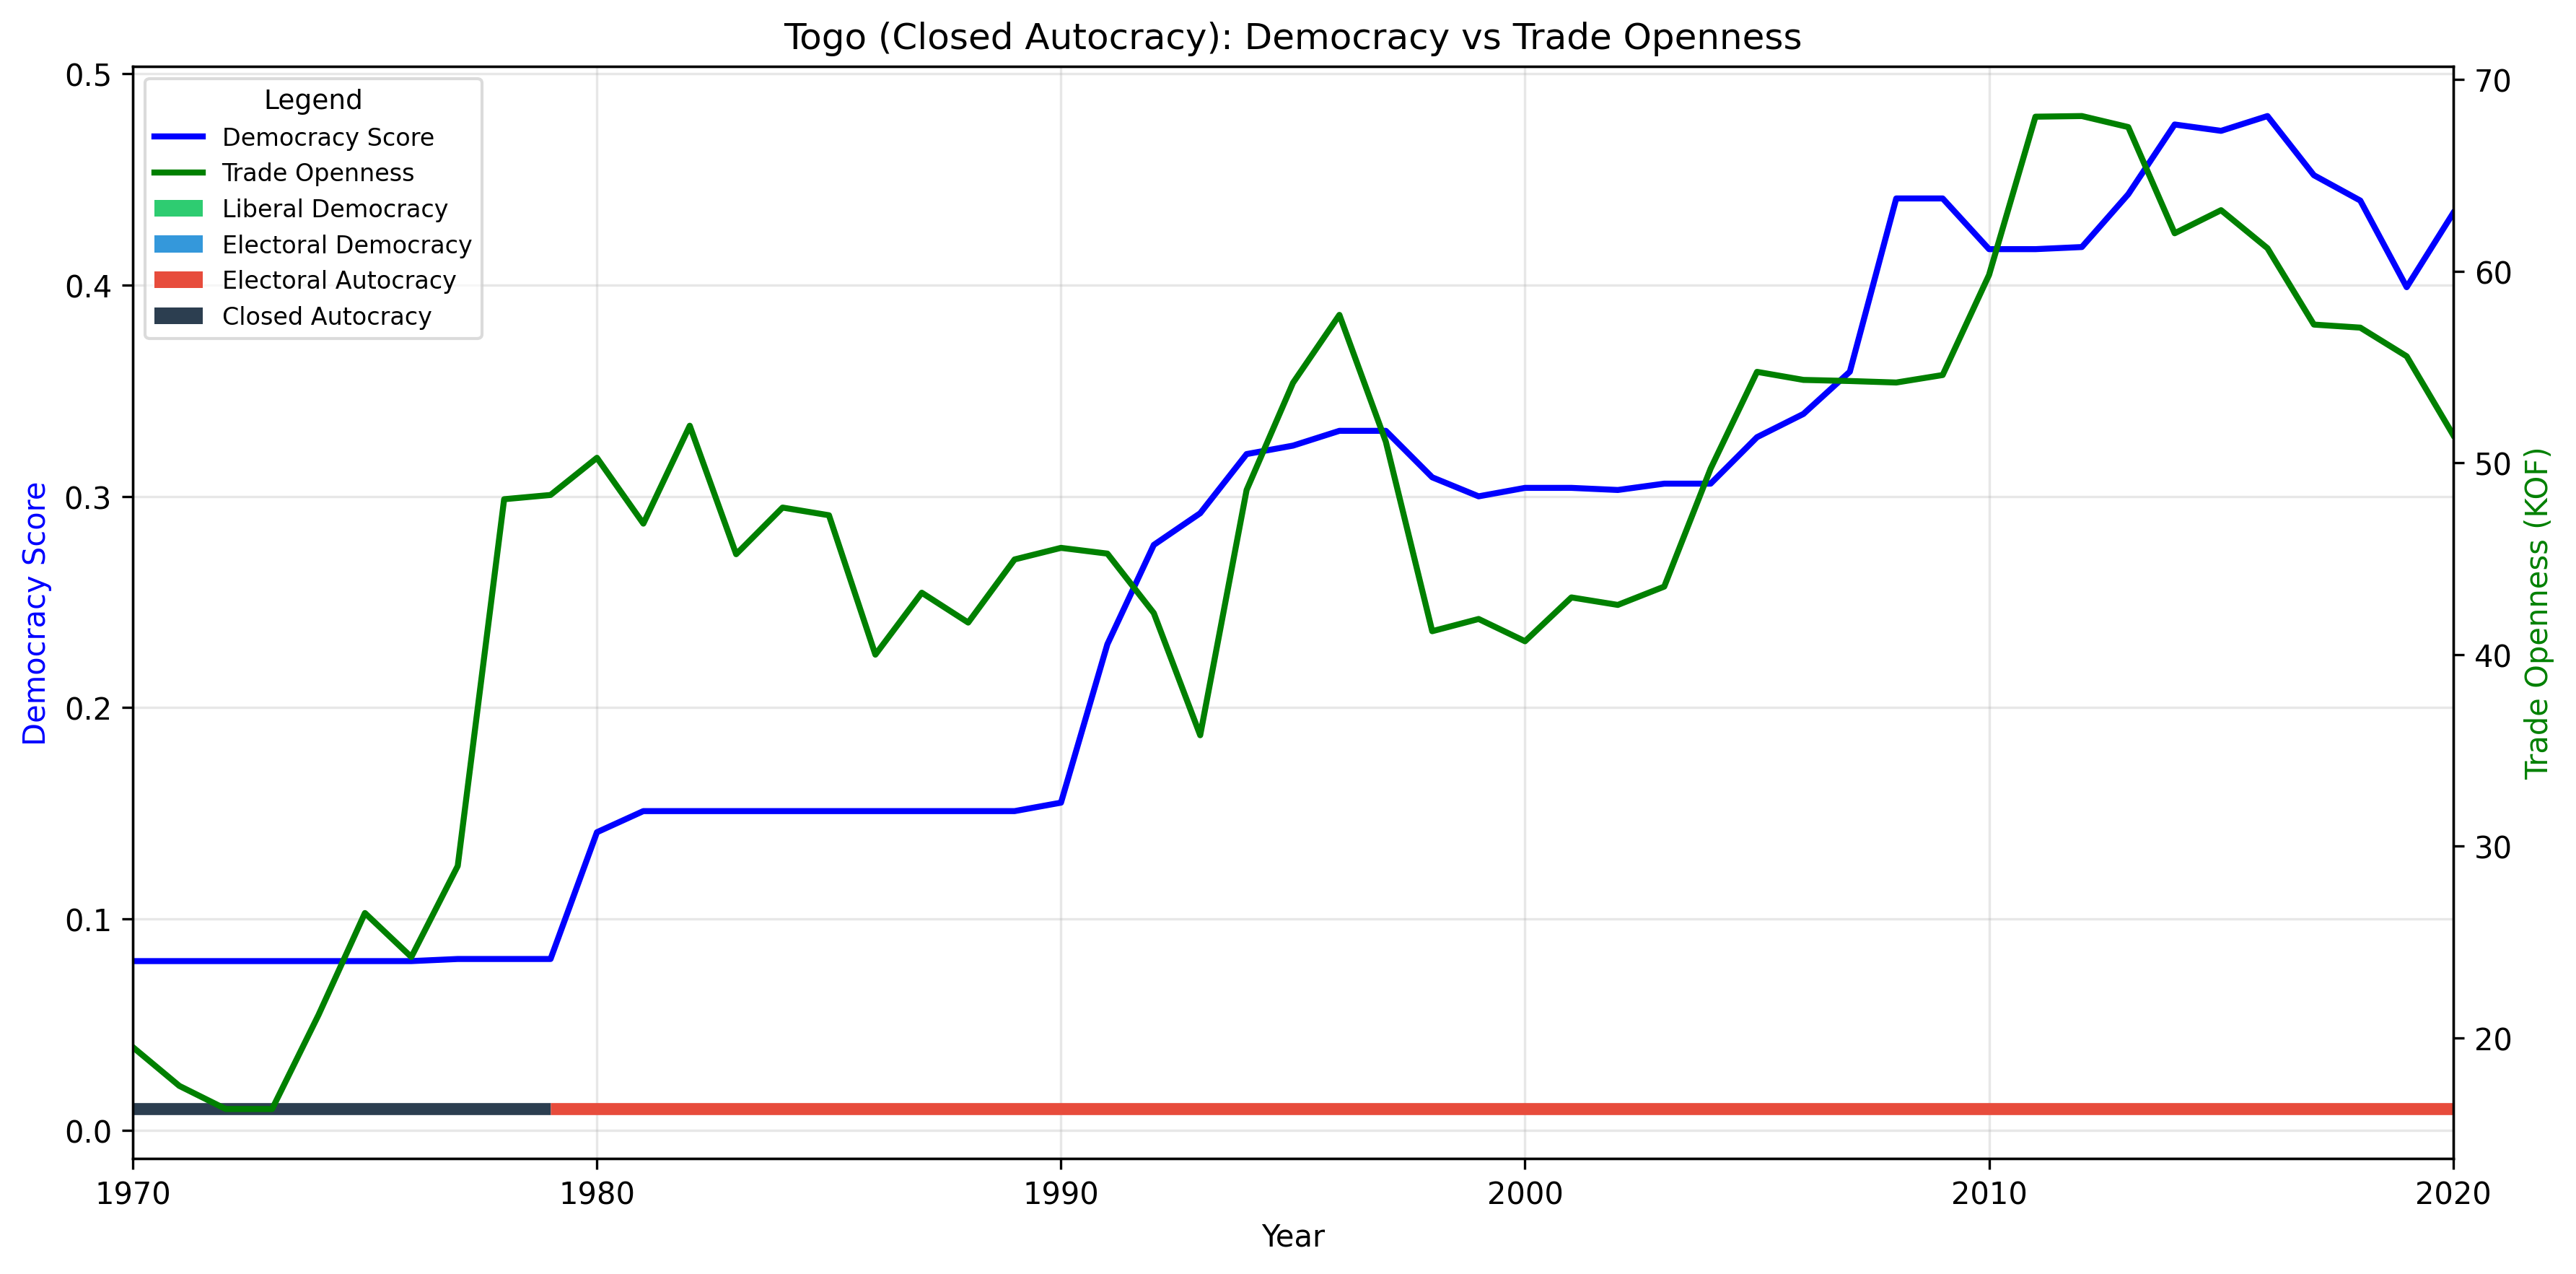 Togo (Closed Autocracy): Democracy vs Trade Openness
Legend
Democracy Score
Trade Openness
Liberal Democracy
Electoral Democracy
Electoral Autocracy
Closed Autocracy
0.5
0.4
0.3
0.2
0.1
0.0
Democracy Score
70
60
50
40
30
20
Trade Openness (KOF)
1970 1980 1990 2000 2010 2020
Year